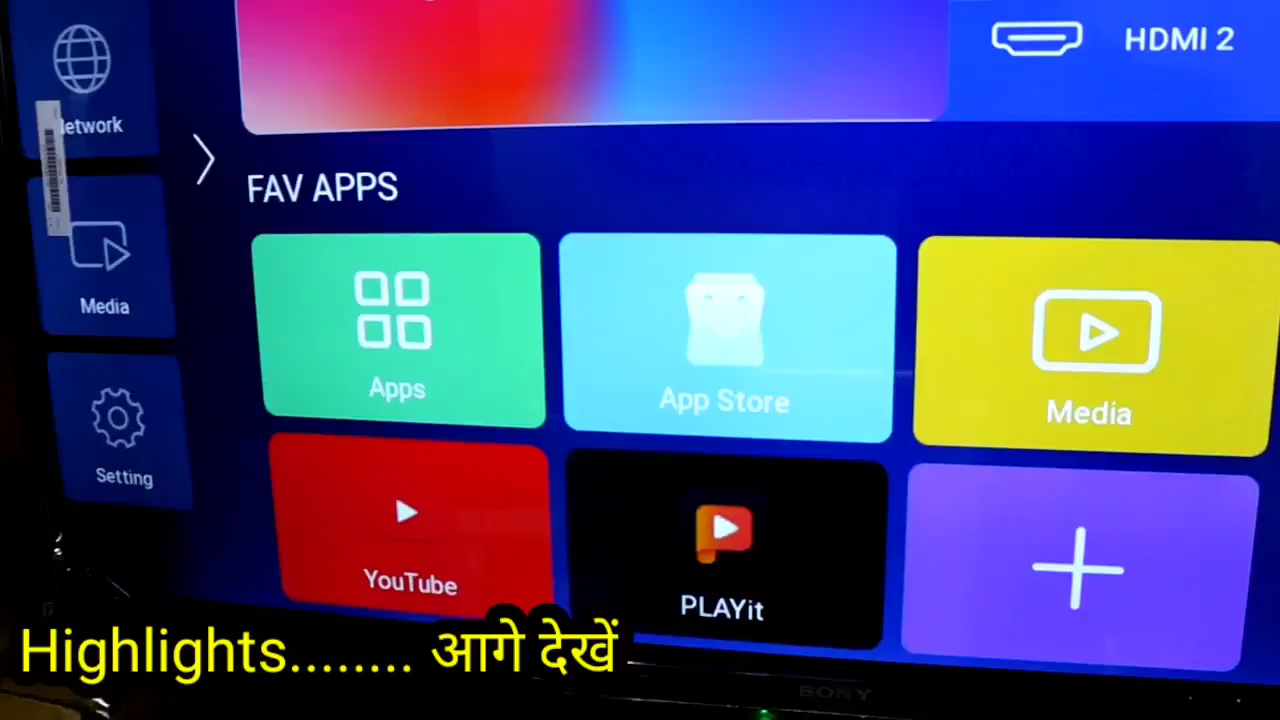 HDMI 2
Network
FAV APPS
Media
Apps
App Store
Media
Setting
YouTube
PLAYit
SONY
Highlights........ आगे देखें